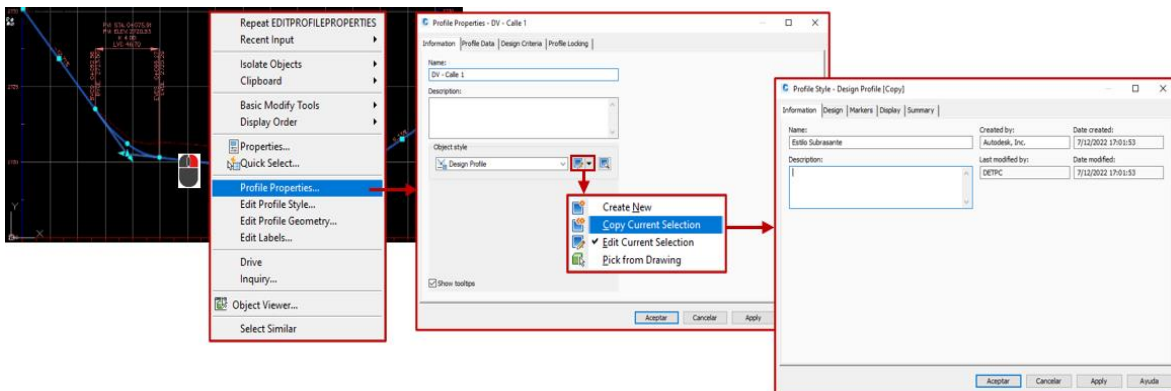 PVI STA: 0+075.91
Repeat EDITPROFILEPROPERTIES
Recent Input
Isolate Objects
Clipboard
Basic Modify Tools
Display Order
Properties...
Quick Select...
Profile Properties...
Edit Profile Style...
Edit Profile Geometry...
Edit Labels...
Drive
Inquiry...
Object Viewer...
Select Similar
Y
X
Profile Properties - DV - Calle 1
Information Profile Data Design Criteria Profile Locking
Name:
DV - Calle 1
Description:
Object style
Design Profile
Create New
Copy Current Selection
Edit Current Selection
Pick from Drawing
Show tooltips
Aceptar Cancelar Apply
Profile Style - Design Profile [Copy]
Information Design Markers Display Summary
Name: Created by: Date created:
Estilo Subrasante Autodesk, Inc. 7/12/2022 17:01:53
Description: Last modified by: Date modified:
DETPC 7/12/2022 17:01:53
Aceptar Cancelar Apply Ayuda